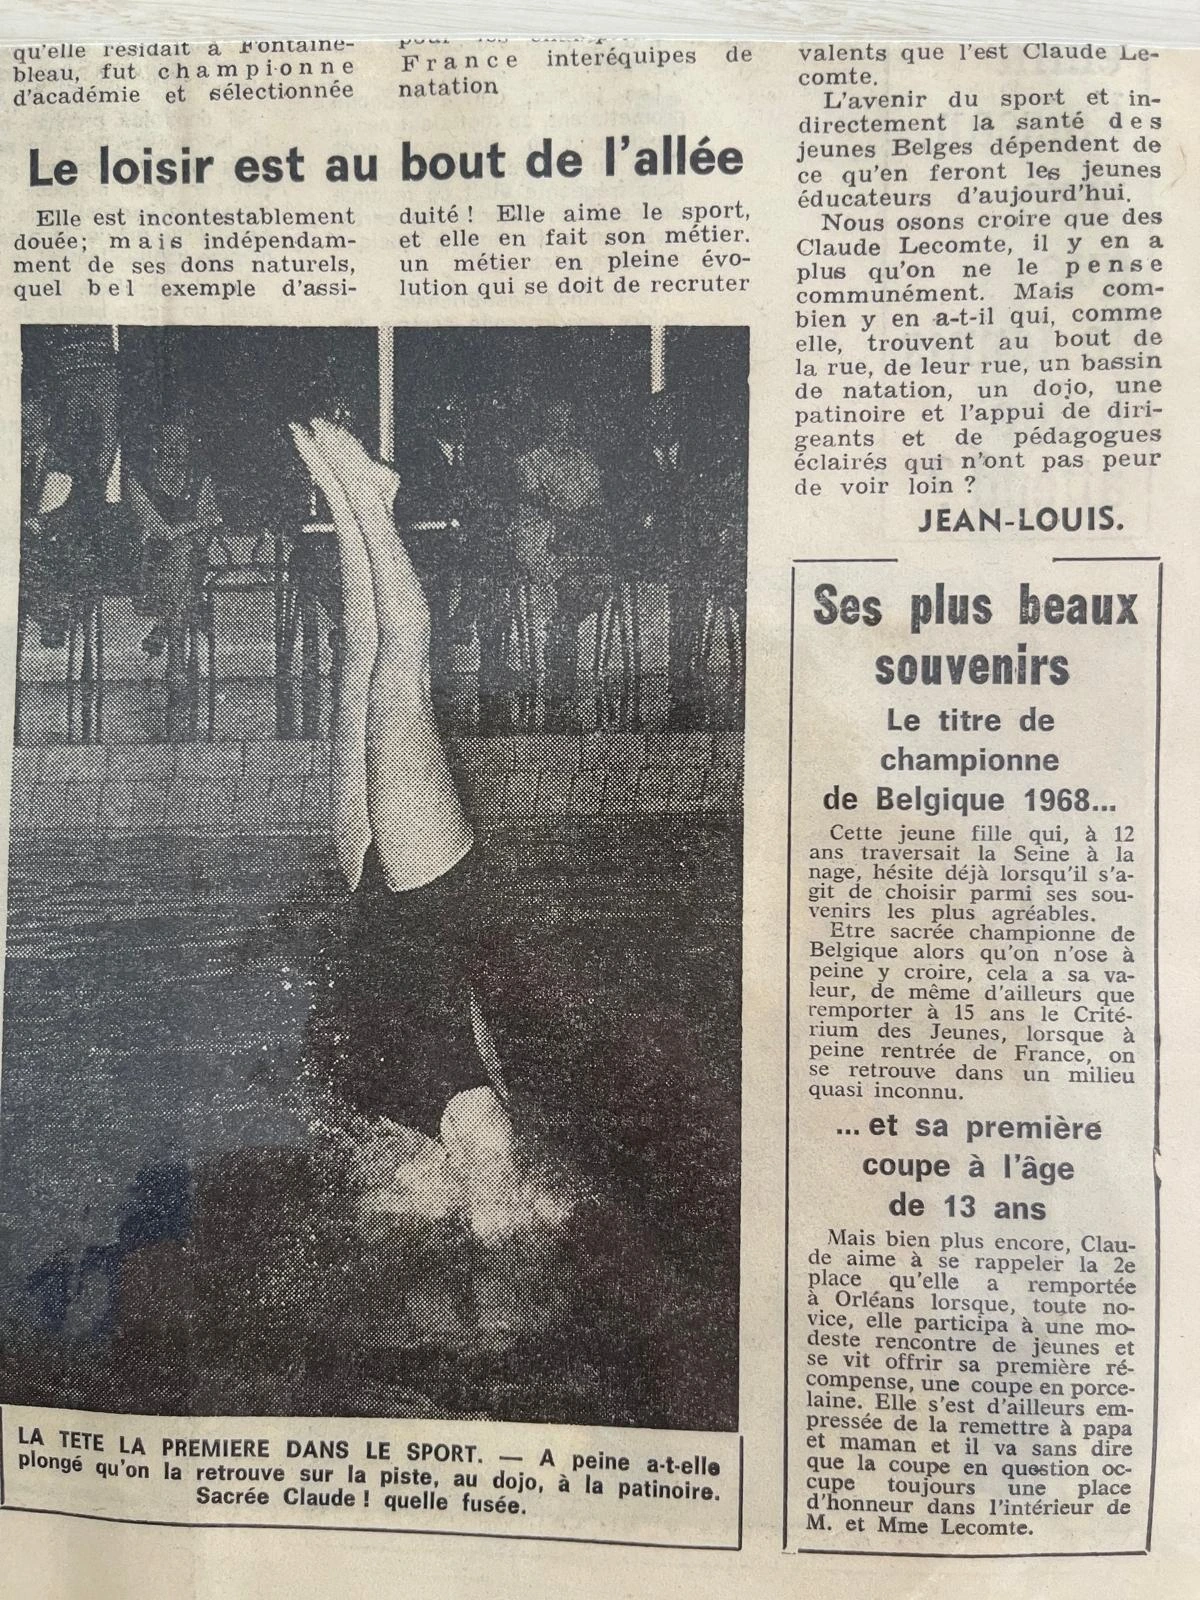 qu'elle résidait à Fontaine-
bleau, fut championne
d'académie et sélectionnée
France interéquipes de
natation
Le loisir est au bout de l'allée
Elle est incontestablement
douée; mais indépendam-
ment de ses dons naturels,
quel bel exemple d'assi-
duité ! Elle aime le sport,
et elle en fait son métier.
un métier en pleine évo-
lution qui se doit de recruter
LA TETE LA PREMIERE DANS LE SPORT. — A peine a-t-elle
plongé qu'on la retrouve sur la piste, au dojo, à la patinoire.
Sacrée Claude ! quelle fusée.
valents que l'est Claude Le-
comte.
L'avenir du sport et in-
directement la santé des
jeunes Belges dépendent de
ce qu'en feront les jeunes
éducateurs d'aujourd'hui.
Nous osons croire que des
Claude Lecomte, il y en a
plus qu'on ne le pense
communément. Mais com-
bien y en a-t-il qui, comme
elle, trouvent au bout de
la rue, de leur rue, un bassin
de natation, un dojo, une
patinoire et l'appui de diri-
geants et de pédagogues
éclairés qui n'ont pas peur
de voir loin ?
JEAN-LOUIS.
Ses plus beaux
souvenirs
Le titre de
championne
de Belgique 1968...
Cette jeune fille qui, à 12
ans traversait la Seine à la
nage, hésite déjà lorsqu'il s'a-
git de choisir parmi ses sou-
venirs les plus agréables.
Etre sacrée championne de
Belgique alors qu'on n'ose à
peine y croire, cela a sa va-
leur, de même d'ailleurs que
remporter à 15 ans le Crité-
rium des Jeunes, lorsque à
peine rentrée de France, on
se retrouve dans un milieu
quasi inconnu.
... et sa première
coupe à l'âge
de 13 ans
Mais bien plus encore, Clau-
de aime à se rappeler la 2e
place qu'elle a remportée
à Orléans lorsque, toute no-
vice, elle participa à une mo-
deste rencontre de jeunes et
se vit offrir sa première ré-
compense, une coupe en porce-
laine. Elle s'est d'ailleurs em-
pressée de la remettre à papa
et maman et il va sans dire
que la coupe en question oc-
cupe toujours une place
d'honneur dans l'intérieur de
M. et Mme Lecomte.